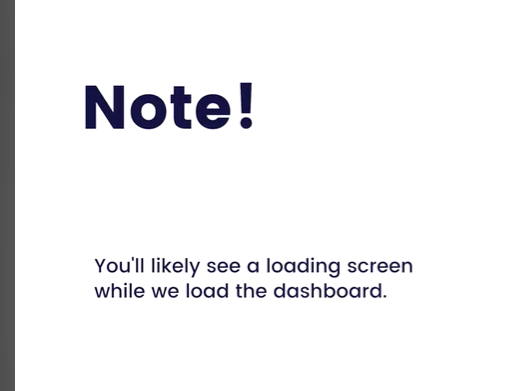 Note!
You'll likely see a loading screen
while we load the dashboard.